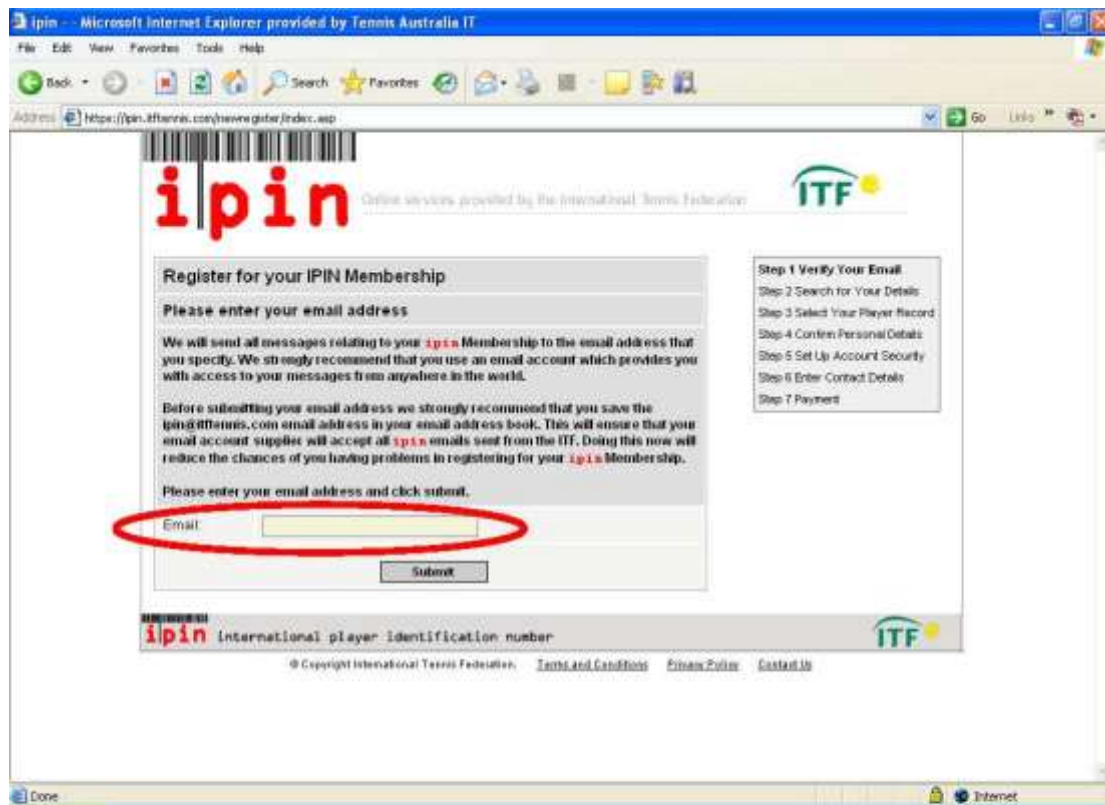 ipin - - Microsoft Internet Explorer provided by Tennis Australia IT
File Edit View Favorites Tools Help
Back Search Favorites
Address https://ipin.itftennis.com/newregister/index.asp Go Links »
ipin Online services provided by the International Tennis Federation ITF
Register for your IPIN Membership
Please enter your email address
We will send all messages relating to your ipin Membership to the email address that
you specify. We strongly recommend that you use an email account which provides you
with access to your messages from anywhere in the world.
Before submitting your email address we strongly recommend that you save the
ipin@itftennis.com email address in your email address book. This will ensure that your
email account supplier will accept all ipin emails sent from the ITF. Doing this now will
reduce the chances of you having problems in registering for your ipin Membership.
Please enter your email address and click submit.
Email:
Submit
Step 1 Verify Your Email
Step 2 Search for Your Details
Step 3 Select Your Player Record
Step 4 Confirm Personal Details
Step 5 Set Up Account Security
Step 6 Enter Contact Details
Step 7 Payment
ipin international player identification number ITF
© Copyright International Tennis Federation. Terms and Conditions Privacy Policy Contact Us
Done Internet